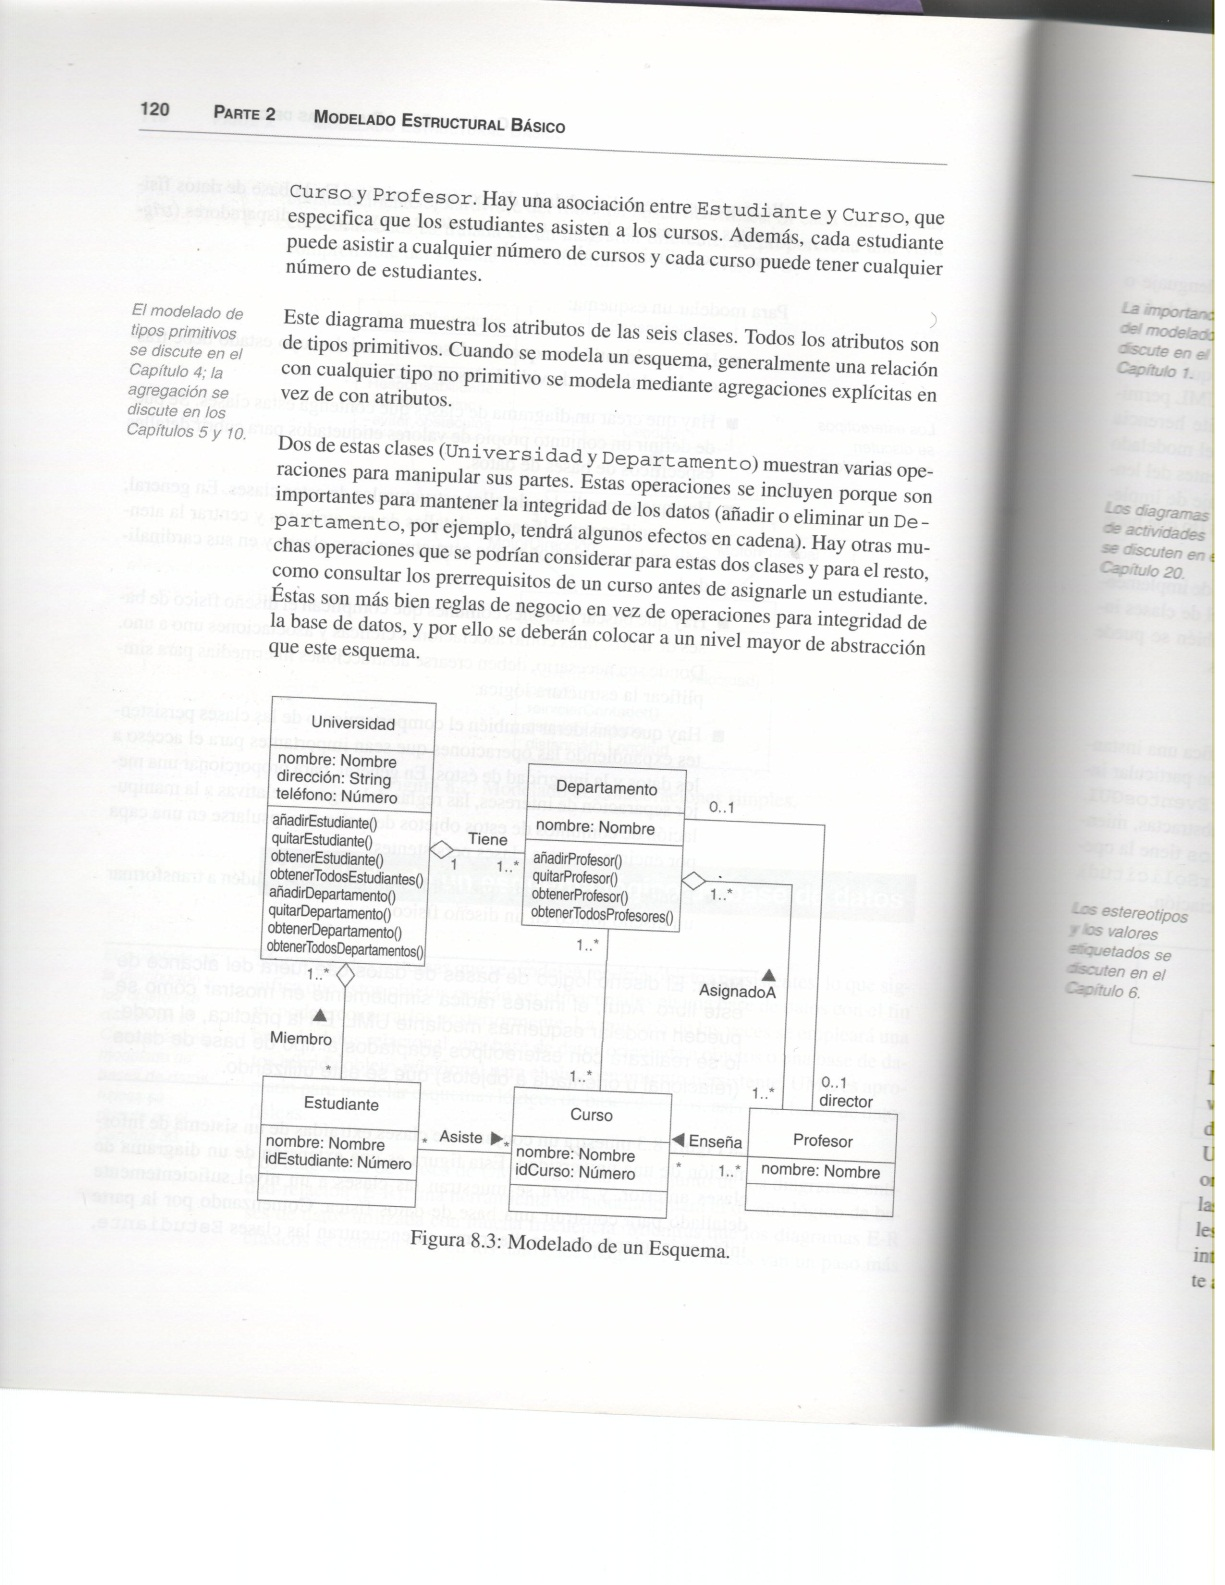 120 PARTE 2 MODELADO ESTRUCTURAL BÁSICO
Curso y Profesor. Hay una asociación entre Estudiante y Curso, que
especifica que los estudiantes asisten a los cursos. Además, cada estudiante
puede asistir a cualquier número de cursos y cada curso puede tener cualquier
número de estudiantes.
El modelado de
tipos primitivos
se discute en el
Capítulo 4; la
agregación se
discute en los
Capítulos 5 y 10.
Este diagrama muestra los atributos de las seis clases. Todos los atributos son
de tipos primitivos. Cuando se modela un esquema, generalmente una relación
con cualquier tipo no primitivo se modela mediante agregaciones explícitas en
vez de con atributos.
Dos de estas clases (Universidad y Departamento) muestran varias ope-
raciones para manipular sus partes. Estas operaciones se incluyen porque son
importantes para mantener la integridad de los datos (añadir o eliminar un De-
partamento, por ejemplo, tendrá algunos efectos en cadena). Hay otras mu-
chas operaciones que se podrían considerar para estas dos clases y para el resto,
como consultar los prerrequisitos de un curso antes de asignarle un estudiante.
Éstas son más bien reglas de negocio en vez de operaciones para integridad de
la base de datos, y por ello se deberán colocar a un nivel mayor de abstracción
que este esquema.
Universidad
nombre: Nombre
dirección: String
teléfono: Número
añadirEstudiante()
quitarEstudiante()
obtenerEstudiante()
obtenerTodosEstudiantes()
añadirDepartamento()
quitarDepartamento()
obtenerDepartamento()
obtenerTodosDepartamentos()
Tiene
1 1..*
Departamento
nombre: Nombre
añadirProfesor()
quitarProfesor()
obtenerProfesor()
obtenerTodosProfesores()
0..1
1..*
1..*
1..*
AsignadoA
Miembro
*
1..*
1..*
0..1
director
Estudiante
nombre: Nombre
idEstudiante: Número
* Asiste *
Curso
nombre: Nombre
idCurso: Número
Enseña
* 1..*
Profesor
nombre: Nombre
Figura 8.3: Modelado de un Esquema.
La importanc
del modelado
discute en el
Capítulo 1.
Los diagramas
de actividades
se discuten en e
Capítulo 20.
Los estereotipos
y los valores
etiquetados se
discuten en el
Capítulo 6.